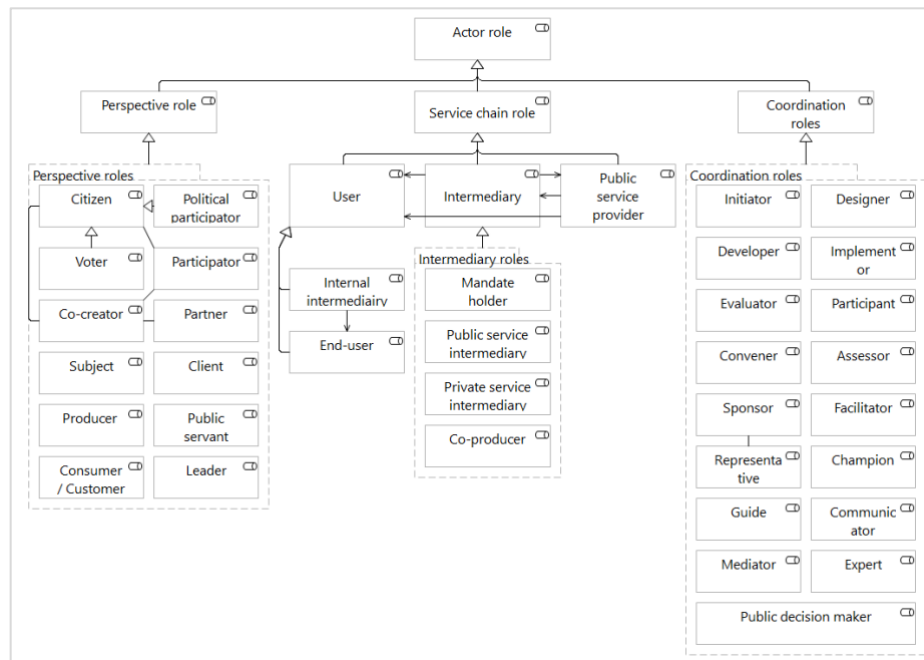 Actor role
Perspective role
Service chain role
Coordination
roles
Perspective roles
Citizen
Political
participator
Voter
Participator
Co-creator
Partner
Subject
Client
Producer
Public
servant
Consumer
/ Customer
Leader
User
Intermediary
Public
service
provider
Internal
intermediairy
End-user
Intermediary roles
Mandate
holder
Public service
intermediary
Private service
intermediary
Co-producer
Coordination roles
Initiator
Designer
Developer
Implement
or
Evaluator
Participant
Convener
Assessor
Sponsor
Facilitator
Representa
tive
Champion
Guide
Communic
ator
Mediator
Expert
Public decision maker